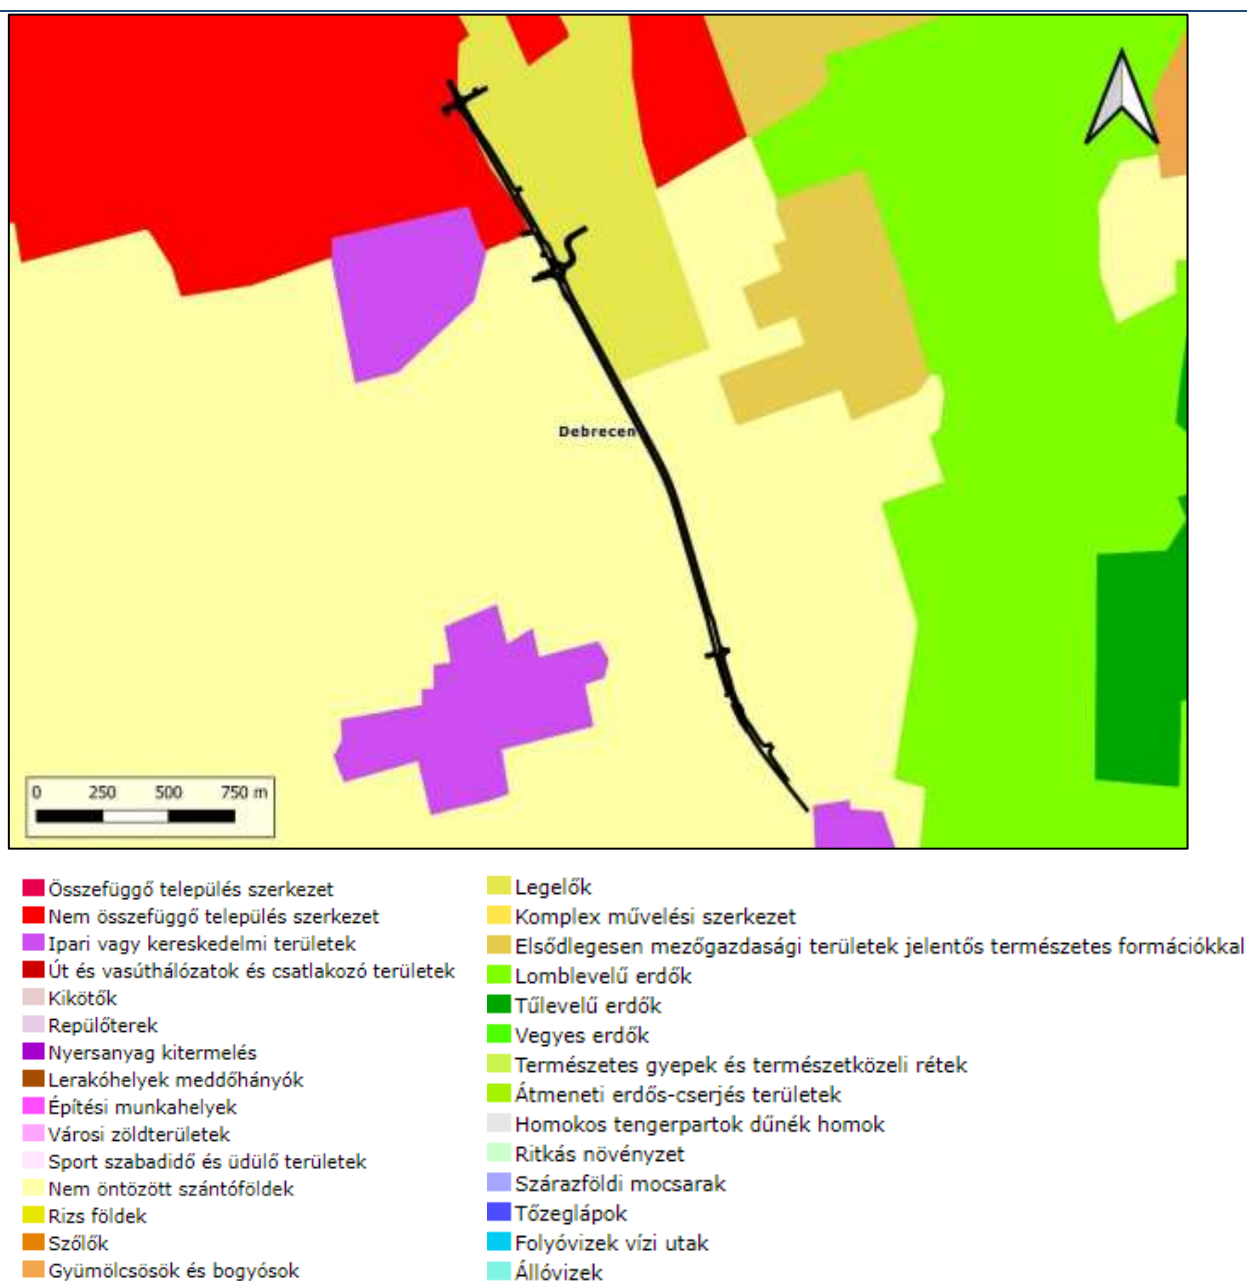 Debrecen
0 250 500 750 m
Összefüggő település szerkezet
Nem összefüggő település szerkezet
Ipari vagy kereskedelmi területek
Út és vasúthálózatok és csatlakozó területek
Kikötők
Repülőterek
Nyersanyag kitermelés
Lerakóhelyek meddőhányók
Építési munkahelyek
Városi zöldterületek
Sport szabadidő és üdülő területek
Nem öntözött szántóföldek
Rizs földek
Szőlők
Gyümölcsösök és bogyósok
Legelők
Komplex művelési szerkezet
Elsődlegesen mezőgazdasági területek jelentős természetes formációkkal
Lomblevelű erdők
Tűlevelű erdők
Vegyes erdők
Természetes gyepek és természetközeli rétek
Átmeneti erdős-cserjés területek
Homokos tengerpartok dűnék homok
Ritkás növényzet
Szárazföldi mocsarak
Tőzeglápok
Folyóvizek vízi utak
Állóvizek